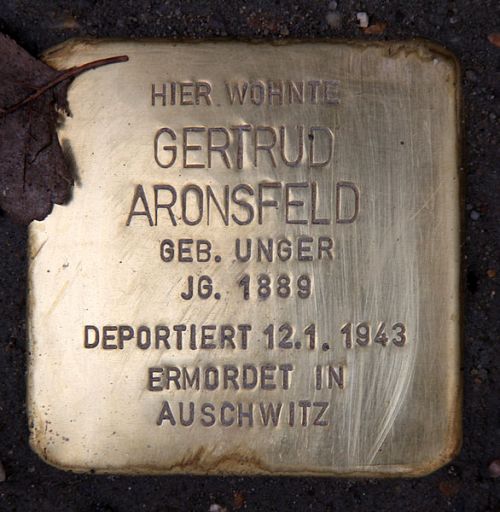 HIER WOHNTE
GERTRUD
ARONSFELD
GEB. UNGER
JG. 1889
DEPORTIERT 12.1. 1943
ERMORDET IN
AUSCHWITZ